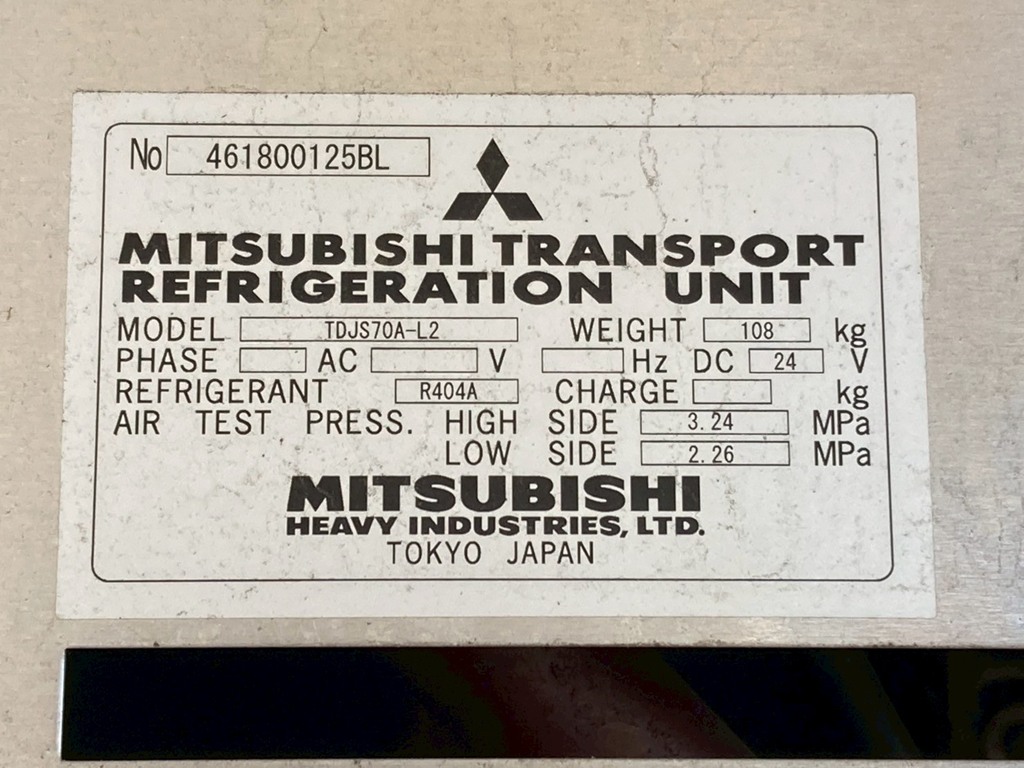 No 461800125BL
MITSUBISHI TRANSPORT
REFRIGERATION UNIT
MODEL TDJS70A-L2 WEIGHT 108 kg
PHASE AC V Hz DC 24 V
REFRIGERANT R404A CHARGE kg
AIR TEST PRESS. HIGH SIDE 3.24 MPa
LOW SIDE 2.26 MPa
MITSUBISHI
HEAVY INDUSTRIES, LTD.
TOKYO JAPAN